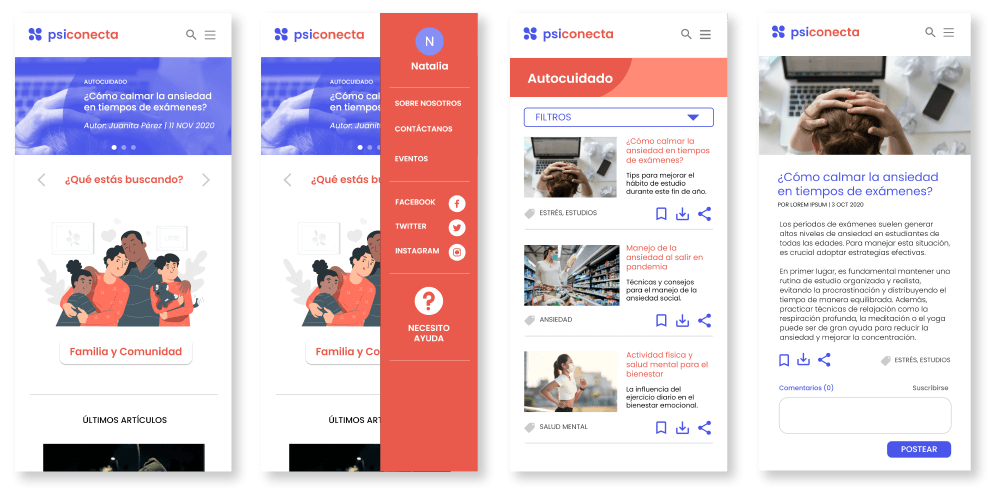 psiconecta
AUTOCUIDADO
¿Cómo calmar la ansiedad
en tiempos de exámenes?
Autor: Juanita Pérez | 11 NOV 2020
¿Qué estás buscando?
Familia y Comunidad
ÚLTIMOS ARTÍCULOS
psiconecta
AUTOCUIDADO
¿Cómo calmar
en tiempos de
Autor: Juanita Pérez
¿Qué estás b
Familia y Co
ÚLTIMOS ART
N
Natalia
SOBRE NOSOTROS
CONTÁCTANOS
EVENTOS
FACEBOOK
TWITTER
INSTAGRAM
?
NECESITO
AYUDA
psiconecta
Autocuidado
FILTROS
¿Cómo calmar la
ansiedad en tiempos
de exámenes?
Tips para mejorar el
hábito de estudio
durante este fin de año.
ESTRÉS, ESTUDIOS
Manejo de la
ansiedad al salir en
pandemia
Técnicas y consejos
para el manejo de la
ansiedad social.
ANSIEDAD
Actividad física y
salud mental para el
bienestar
La influencia del
ejercicio diario en el
bienestar emocional.
SALUD MENTAL
psiconecta
¿Cómo calmar la ansiedad
en tiempos de exámenes?
POR LOREM IPSUM | 3 OCT 2020
Los períodos de exámenes suelen generar
altos niveles de ansiedad en estudiantes de
todas las edades. Para manejar esta situación,
es crucial adoptar estrategias efectivas.
En primer lugar, es fundamental mantener una
rutina de estudio organizada y realista,
evitando la procrastinación y distribuyendo el
tiempo de manera equilibrada. Además,
practicar técnicas de relajación como la
respiración profunda, la meditación o el yoga
puede ser de gran ayuda para reducir la
ansiedad y mejorar la concentración.
ESTRÉS, ESTUDIOS
Comentarios (0)
Suscribirse
POSTEAR